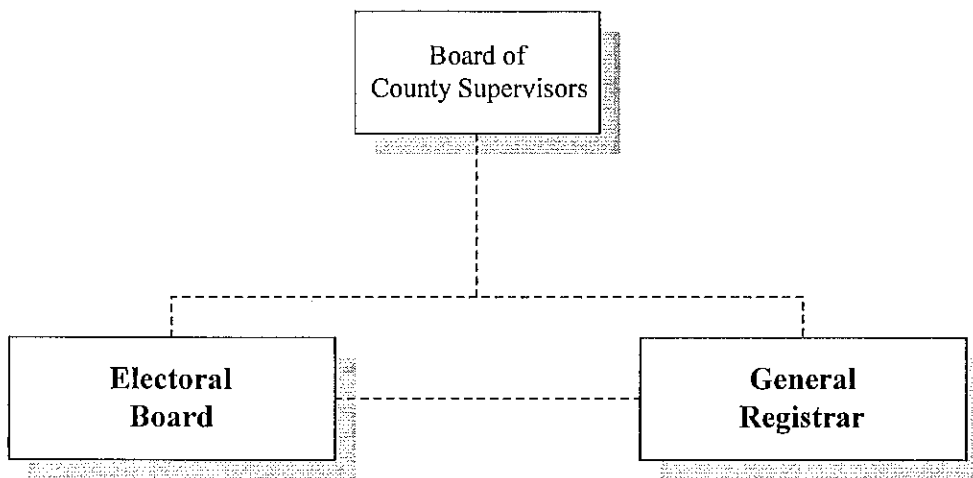 Board of
County Supervisors
Electoral
Board
General
Registrar